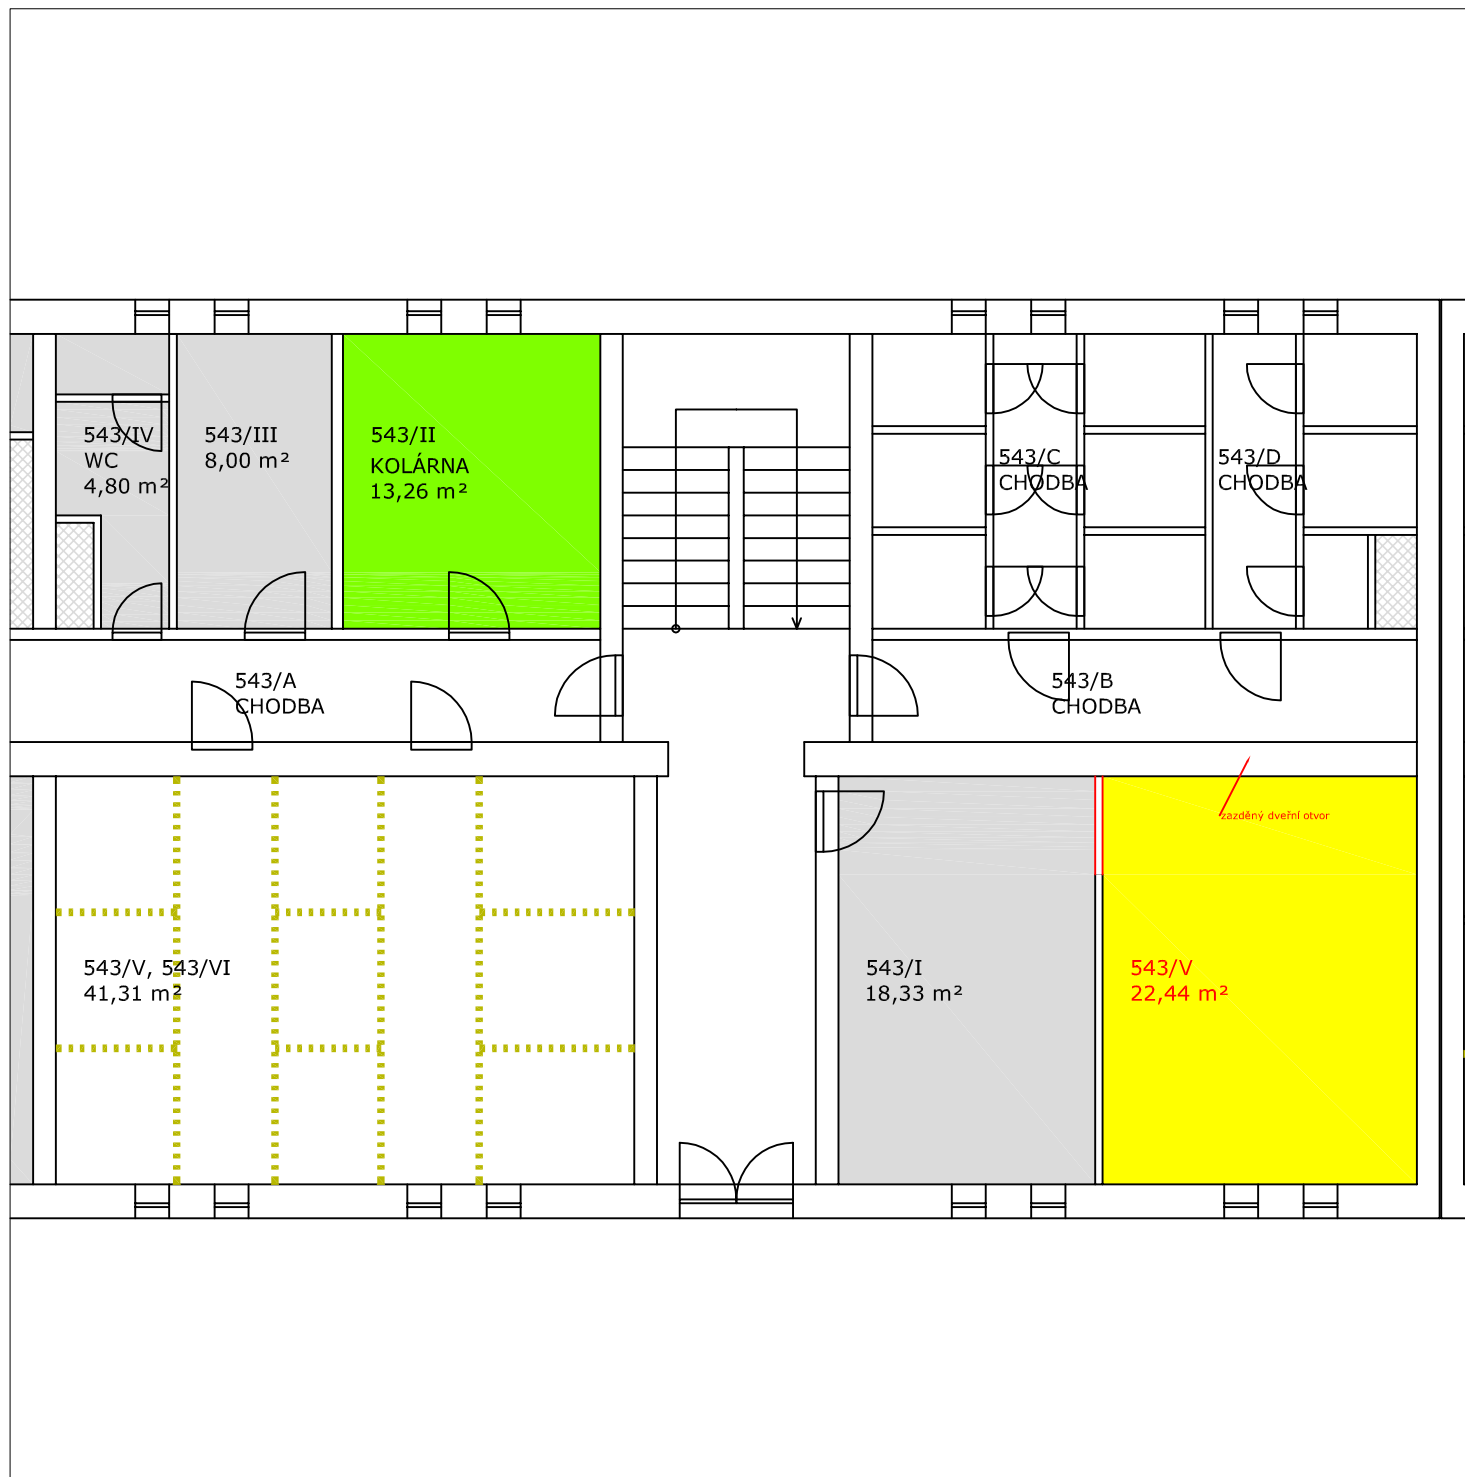 543/IV
WC
4,80 m²
543/III
8,00 m²
543/II
KOLÁRNA
13,26 m²
543/C
CHODBA
543/D
CHODBA
543/A
CHODBA
543/B
CHODBA
zazděný dveřní otvor
543/V, 543/VI
41,31 m²
543/I
18,33 m²
543/V
22,44 m²